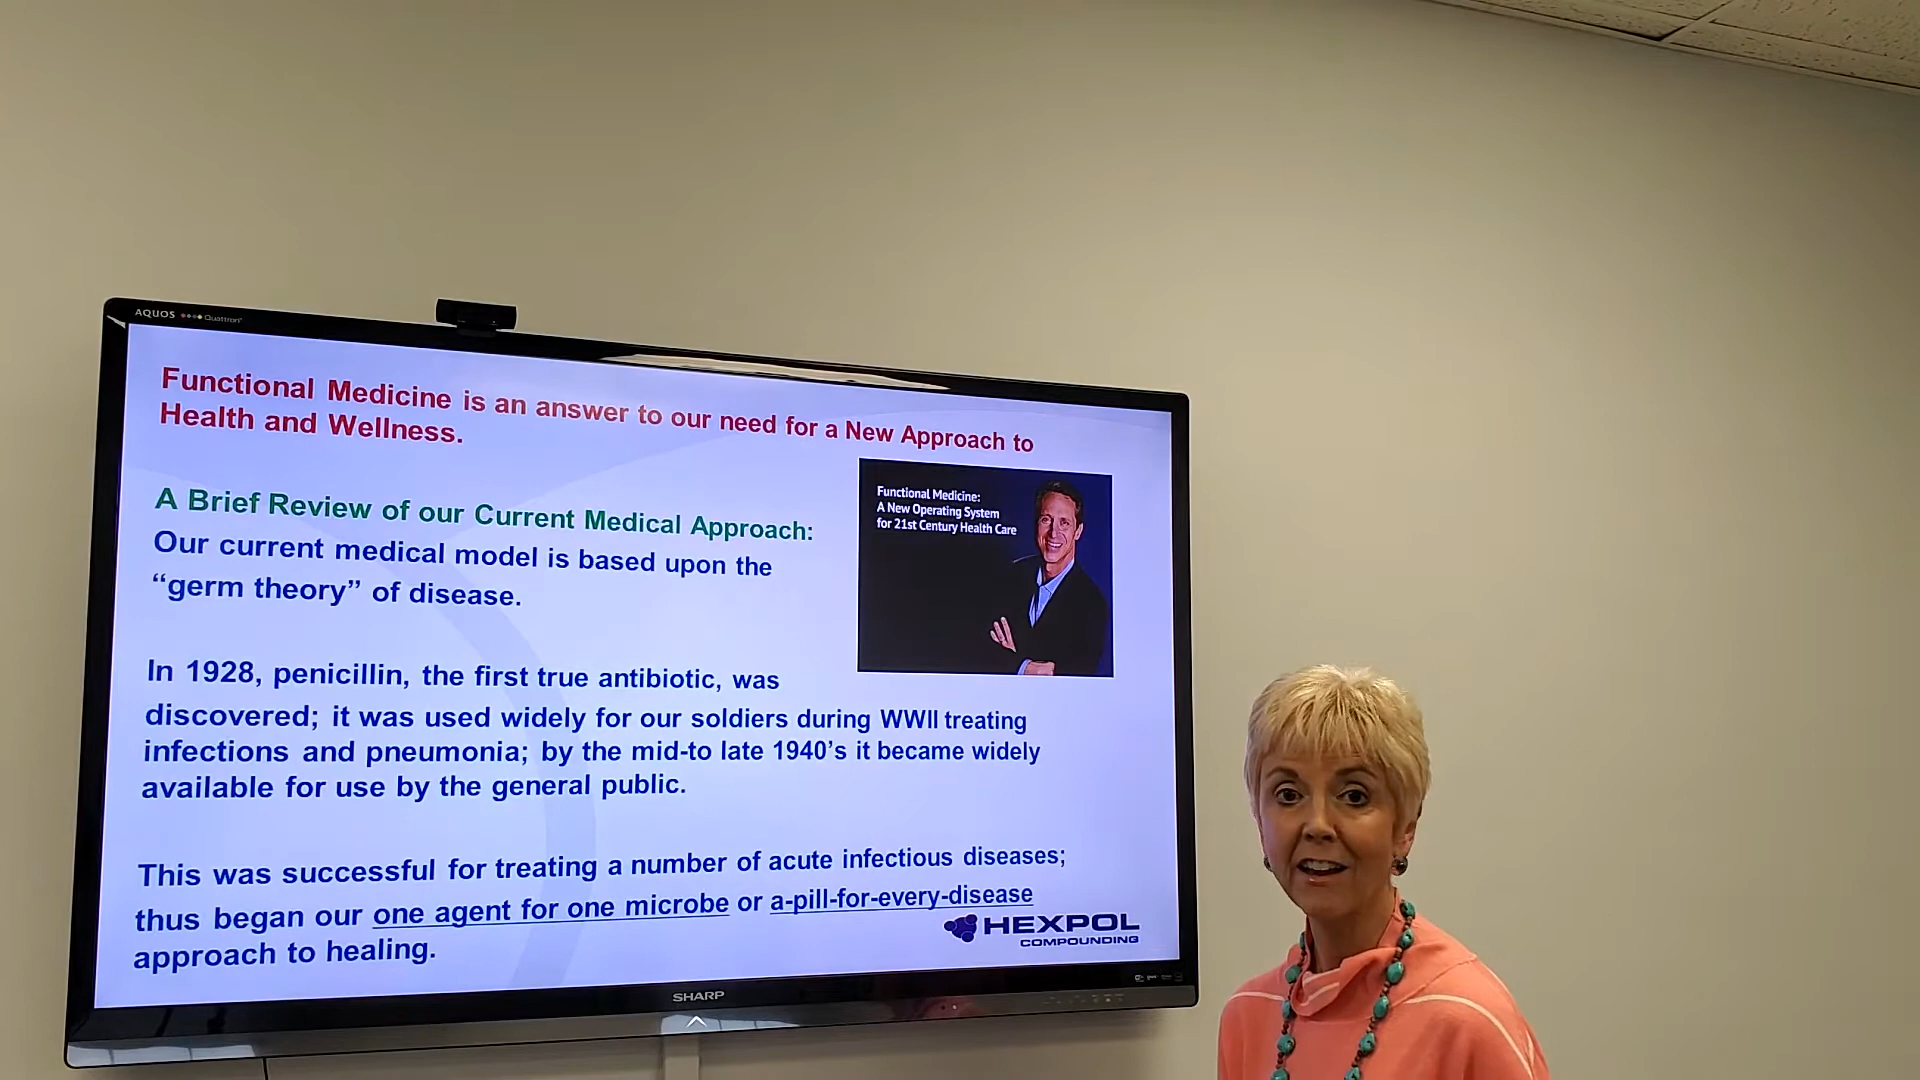 AQUOS Quattron
Functional Medicine is an answer to our need for a New Approach to
Health and Wellness.
A Brief Review of our Current Medical Approach:
Our current medical model is based upon the
“germ theory” of disease.
Functional Medicine:
A New Operating System
for 21st Century Health Care
In 1928, penicillin, the first true antibiotic, was
discovered; it was used widely for our soldiers during WWII treating
infections and pneumonia; by the mid-to late 1940’s it became widely
available for use by the general public.
This was successful for treating a number of acute infectious diseases;
thus began our one agent for one microbe or a-pill-for-every-disease
approach to healing.
HEXPOL
COMPOUNDING
SHARP